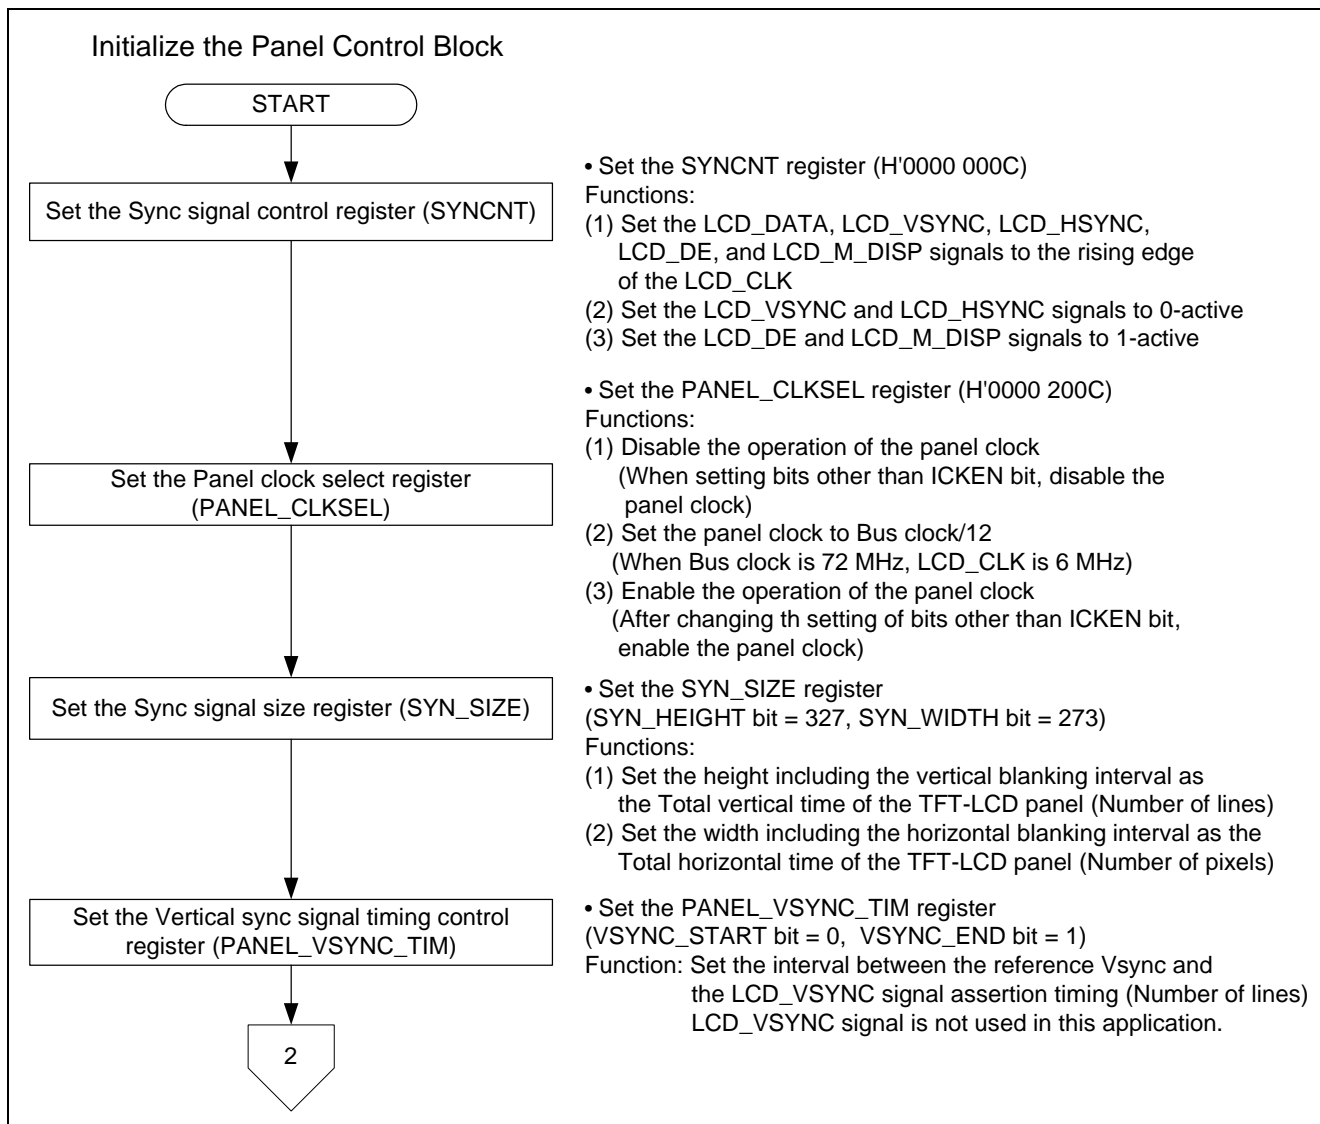 Initialize the Panel Control Block
START
Set the Sync signal control register (SYNCNT)
• Set the SYNCNT register (H'0000 000C)
Functions:
(1) Set the LCD_DATA, LCD_VSYNC, LCD_HSYNC,
LCD_DE, and LCD_M_DISP signals to the rising edge
of the LCD_CLK
(2) Set the LCD_VSYNC and LCD_HSYNC signals to 0-active
(3) Set the LCD_DE and LCD_M_DISP signals to 1-active
Set the Panel clock select register
(PANEL_CLKSEL)
• Set the PANEL_CLKSEL register (H'0000 200C)
Functions:
(1) Disable the operation of the panel clock
(When setting bits other than ICKEN bit, disable the
panel clock)
(2) Set the panel clock to Bus clock/12
(When Bus clock is 72 MHz, LCD_CLK is 6 MHz)
(3) Enable the operation of the panel clock
(After changing th setting of bits other than ICKEN bit,
enable the panel clock)
Set the Sync signal size register (SYN_SIZE)
• Set the SYN_SIZE register
(SYN_HEIGHT bit = 327, SYN_WIDTH bit = 273)
Functions:
(1) Set the height including the vertical blanking interval as
the Total vertical time of the TFT-LCD panel (Number of lines)
(2) Set the width including the horizontal blanking interval as the
Total horizontal time of the TFT-LCD panel (Number of pixels)
Set the Vertical sync signal timing control
register (PANEL_VSYNC_TIM)
• Set the PANEL_VSYNC_TIM register
(VSYNC_START bit = 0, VSYNC_END bit = 1)
Function: Set the interval between the reference Vsync and
the LCD_VSYNC signal assertion timing (Number of lines)
LCD_VSYNC signal is not used in this application.
2